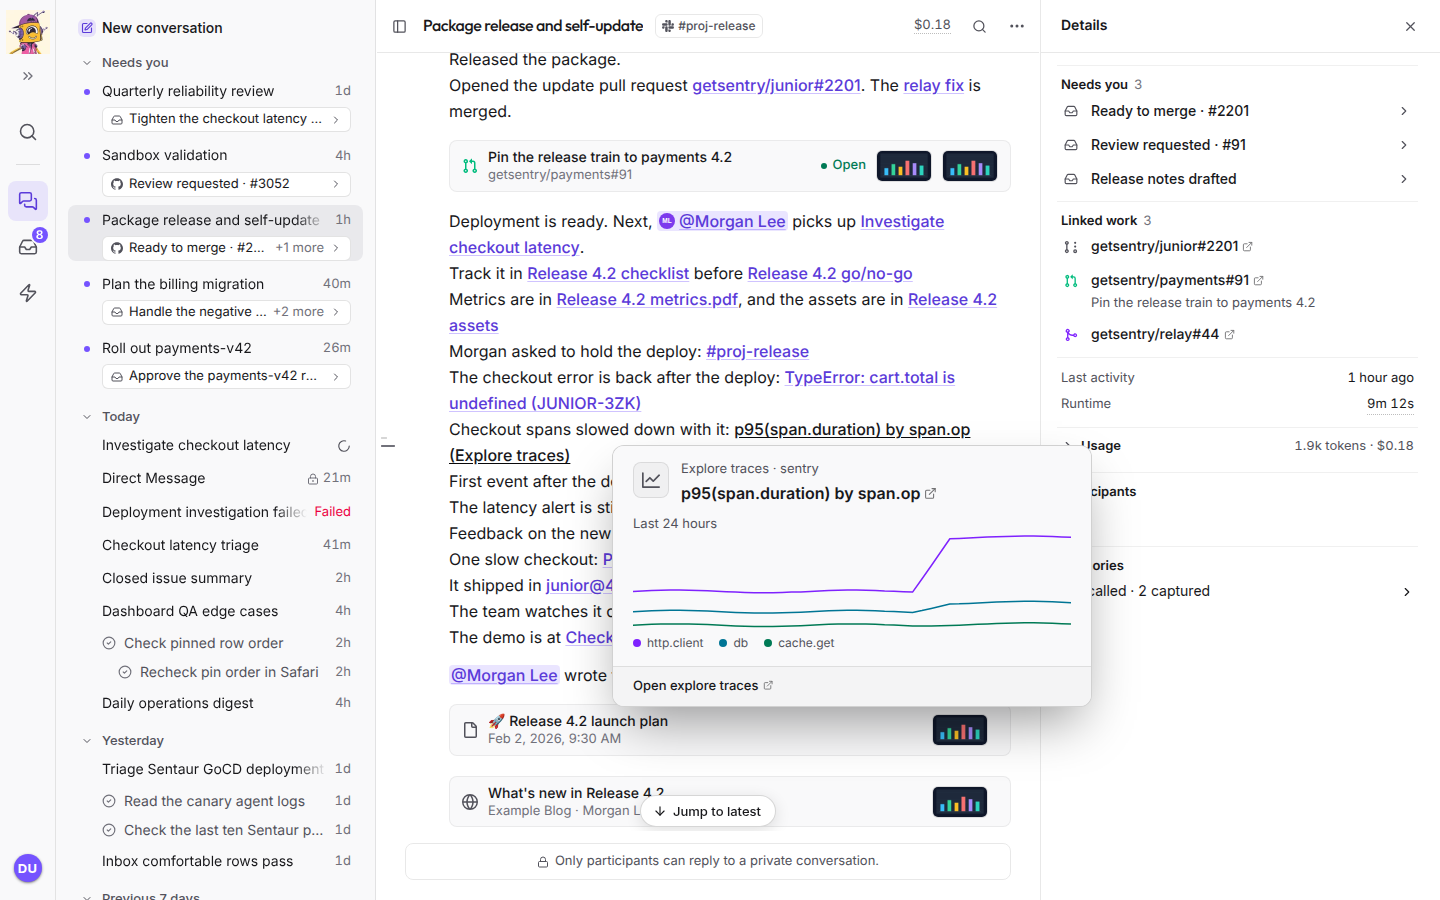 New conversation
Needs you
Quarterly reliability review 1d
Tighten the checkout latency ...
Sandbox validation 4h
Review requested · #3052
Package release and self-update 1h
Ready to merge · #2... +1 more
Plan the billing migration 40m
Handle the negative ... +2 more
Roll out payments-v42 26m
Approve the payments-v42 r...
Today
Investigate checkout latency
Direct Message 21m
Deployment investigation failed Failed
Checkout latency triage 41m
Closed issue summary 2h
Dashboard QA edge cases 4h
Check pinned row order 2h
Recheck pin order in Safari 2h
Daily operations digest 4h
Yesterday
Triage Sentaur GoCD deployment 1d
Read the canary agent logs 1d
Check the last ten Sentaur p... 1d
Inbox comfortable rows pass 1d
Previous 7 days
8
DU
Package release and self-update #proj-release $0.18
Released the package.
Opened the update pull request getsentry/junior#2201. The relay fix is
merged.
Pin the release train to payments 4.2
getsentry/payments#91
Open
Deployment is ready. Next, ML @Morgan Lee picks up Investigate
checkout latency.
Track it in Release 4.2 checklist before Release 4.2 go/no-go
Metrics are in Release 4.2 metrics.pdf, and the assets are in Release 4.2
assets
Morgan asked to hold the deploy: #proj-release
The checkout error is back after the deploy: TypeError: cart.total is
undefined (JUNIOR-3ZK)
Checkout spans slowed down with it: p95(span.duration) by span.op
(Explore traces)
First event after the d
The latency alert is sti
Feedback on the new
One slow checkout: P
It shipped in junior@4
The team watches it o
The demo is at Check
@Morgan Lee wrote
Explore traces · sentry
p95(span.duration) by span.op
Last 24 hours
http.client db cache.get
Open explore traces
🚀 Release 4.2 launch plan
Feb 2, 2026, 9:30 AM
What's new in Release 4.2
Example Blog · Morgan L
Jump to latest
Only participants can reply to a private conversation.
Details
Needs you 3
Ready to merge · #2201
Review requested · #91
Release notes drafted
Linked work 3
getsentry/junior#2201
getsentry/payments#91
Pin the release train to payments 4.2
getsentry/relay#44
Last activity 1 hour ago
Runtime 9m 12s
Usage 1.9k tokens · $0.18
cipants
ories
called · 2 captured